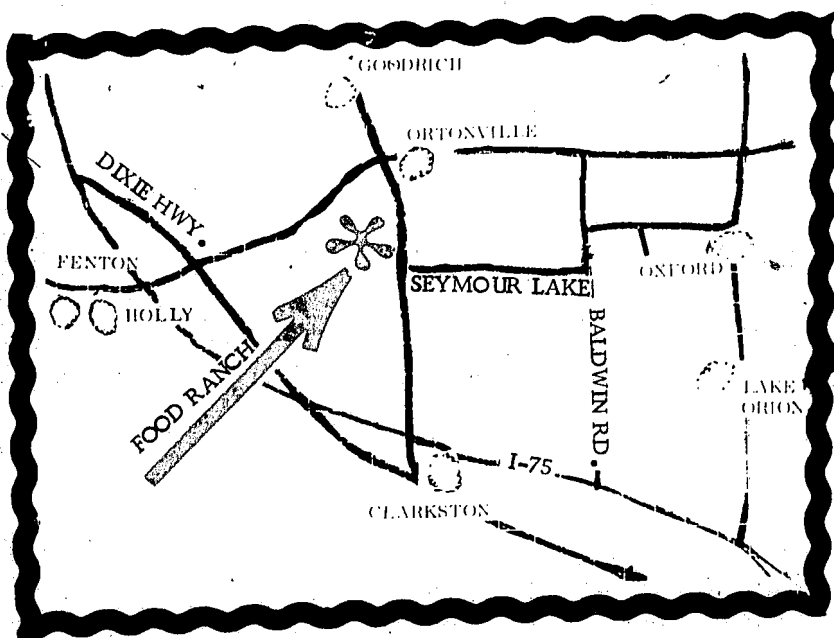 GOODRICH
ORTONVILLE
DIXIE HWY.
FENTON
HOLLY
SEYMOUR LAKE
OXFORD
BALDWIN RD.
FOOD RANCH
LAKE
ORION
I-75
CLARKSTON